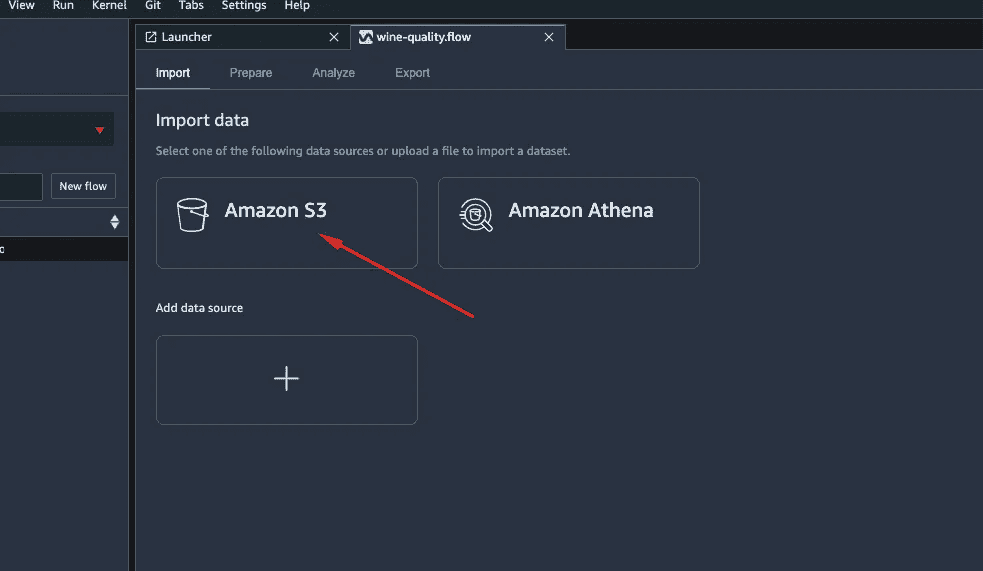 View Run Kernel Git Tabs Settings Help
Launcher wine-quality.flow
Import Prepare Analyze Export
Import data
Select one of the following data sources or upload a file to import a dataset.
New flow
Amazon S3 Amazon Athena
Add data source